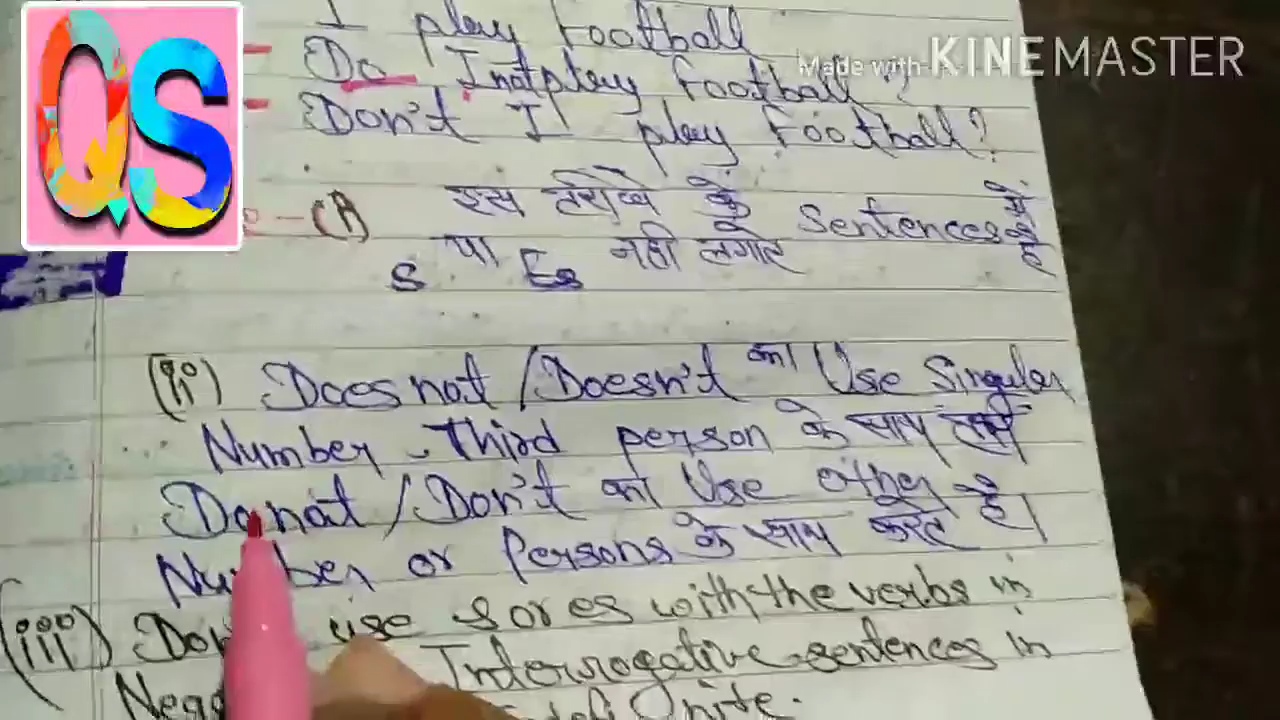 QS
Made with KINEMASTER
I play Football
Do I not play Football?
Don't I play Football?
(A) इस तरीके के Sentences में
S या Es नहीं लगाते है
(ii) Does not / Doesn't का Use Singular
Number Third person के साथ
Do not / Don't का Use other
Number or Persons के साथ करते है।
(iii) Don't use s or es with the verbs in
Interrogative sentences in